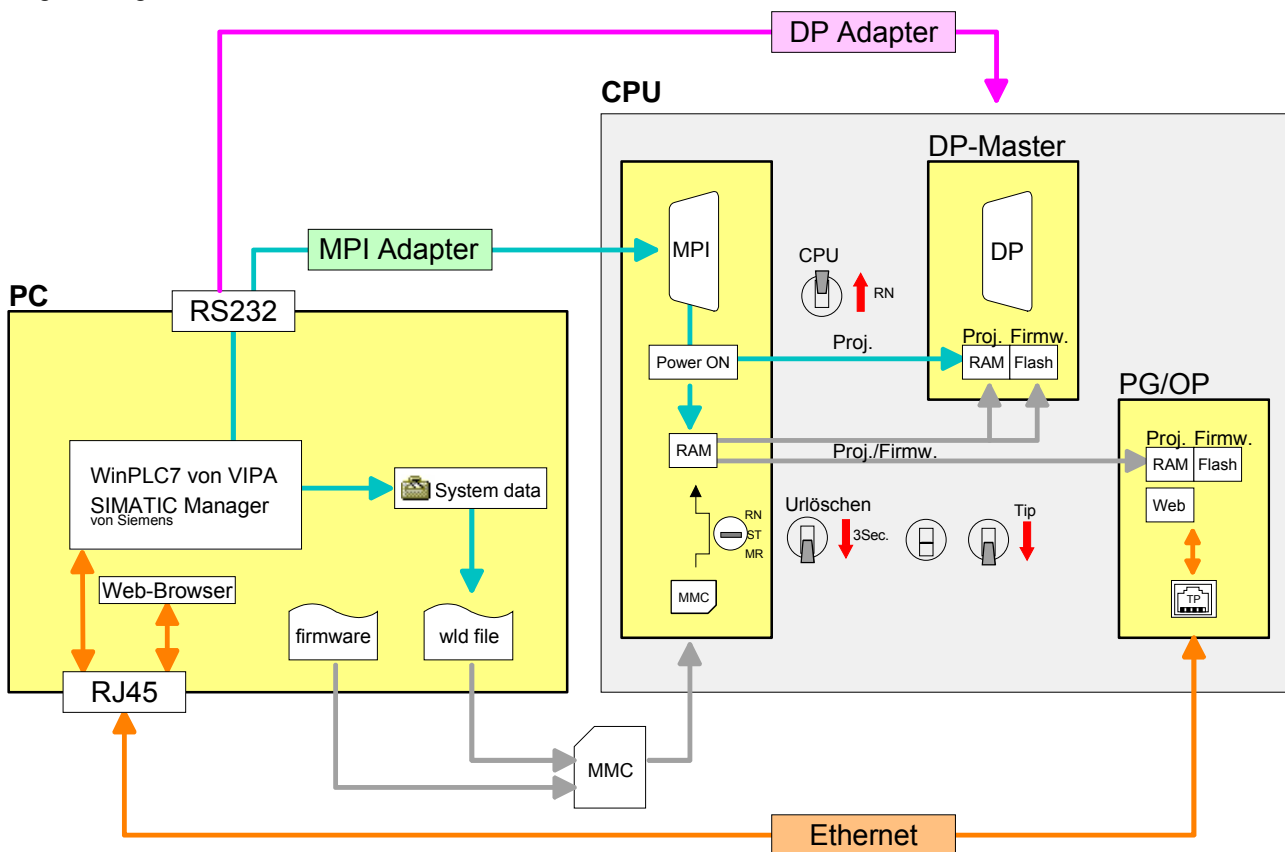 DP Adapter
CPU
DP-Master
MPI
DP
CPU
RN
MPI Adapter
PC
RS232
Proj.
Proj. Firmw.
Power ON
RAM Flash
PG/OP
RAM
Proj./Firmw.
Proj. Firmw.
RAM Flash
WinPLC7 von VIPA
SIMATIC Manager
von Siemens
System data
Web
RN
ST
MR
Urlöschen
3Sec.
Tip
Web-Browser
MMC
TP
firmware
wld file
RJ45
MMC
Ethernet